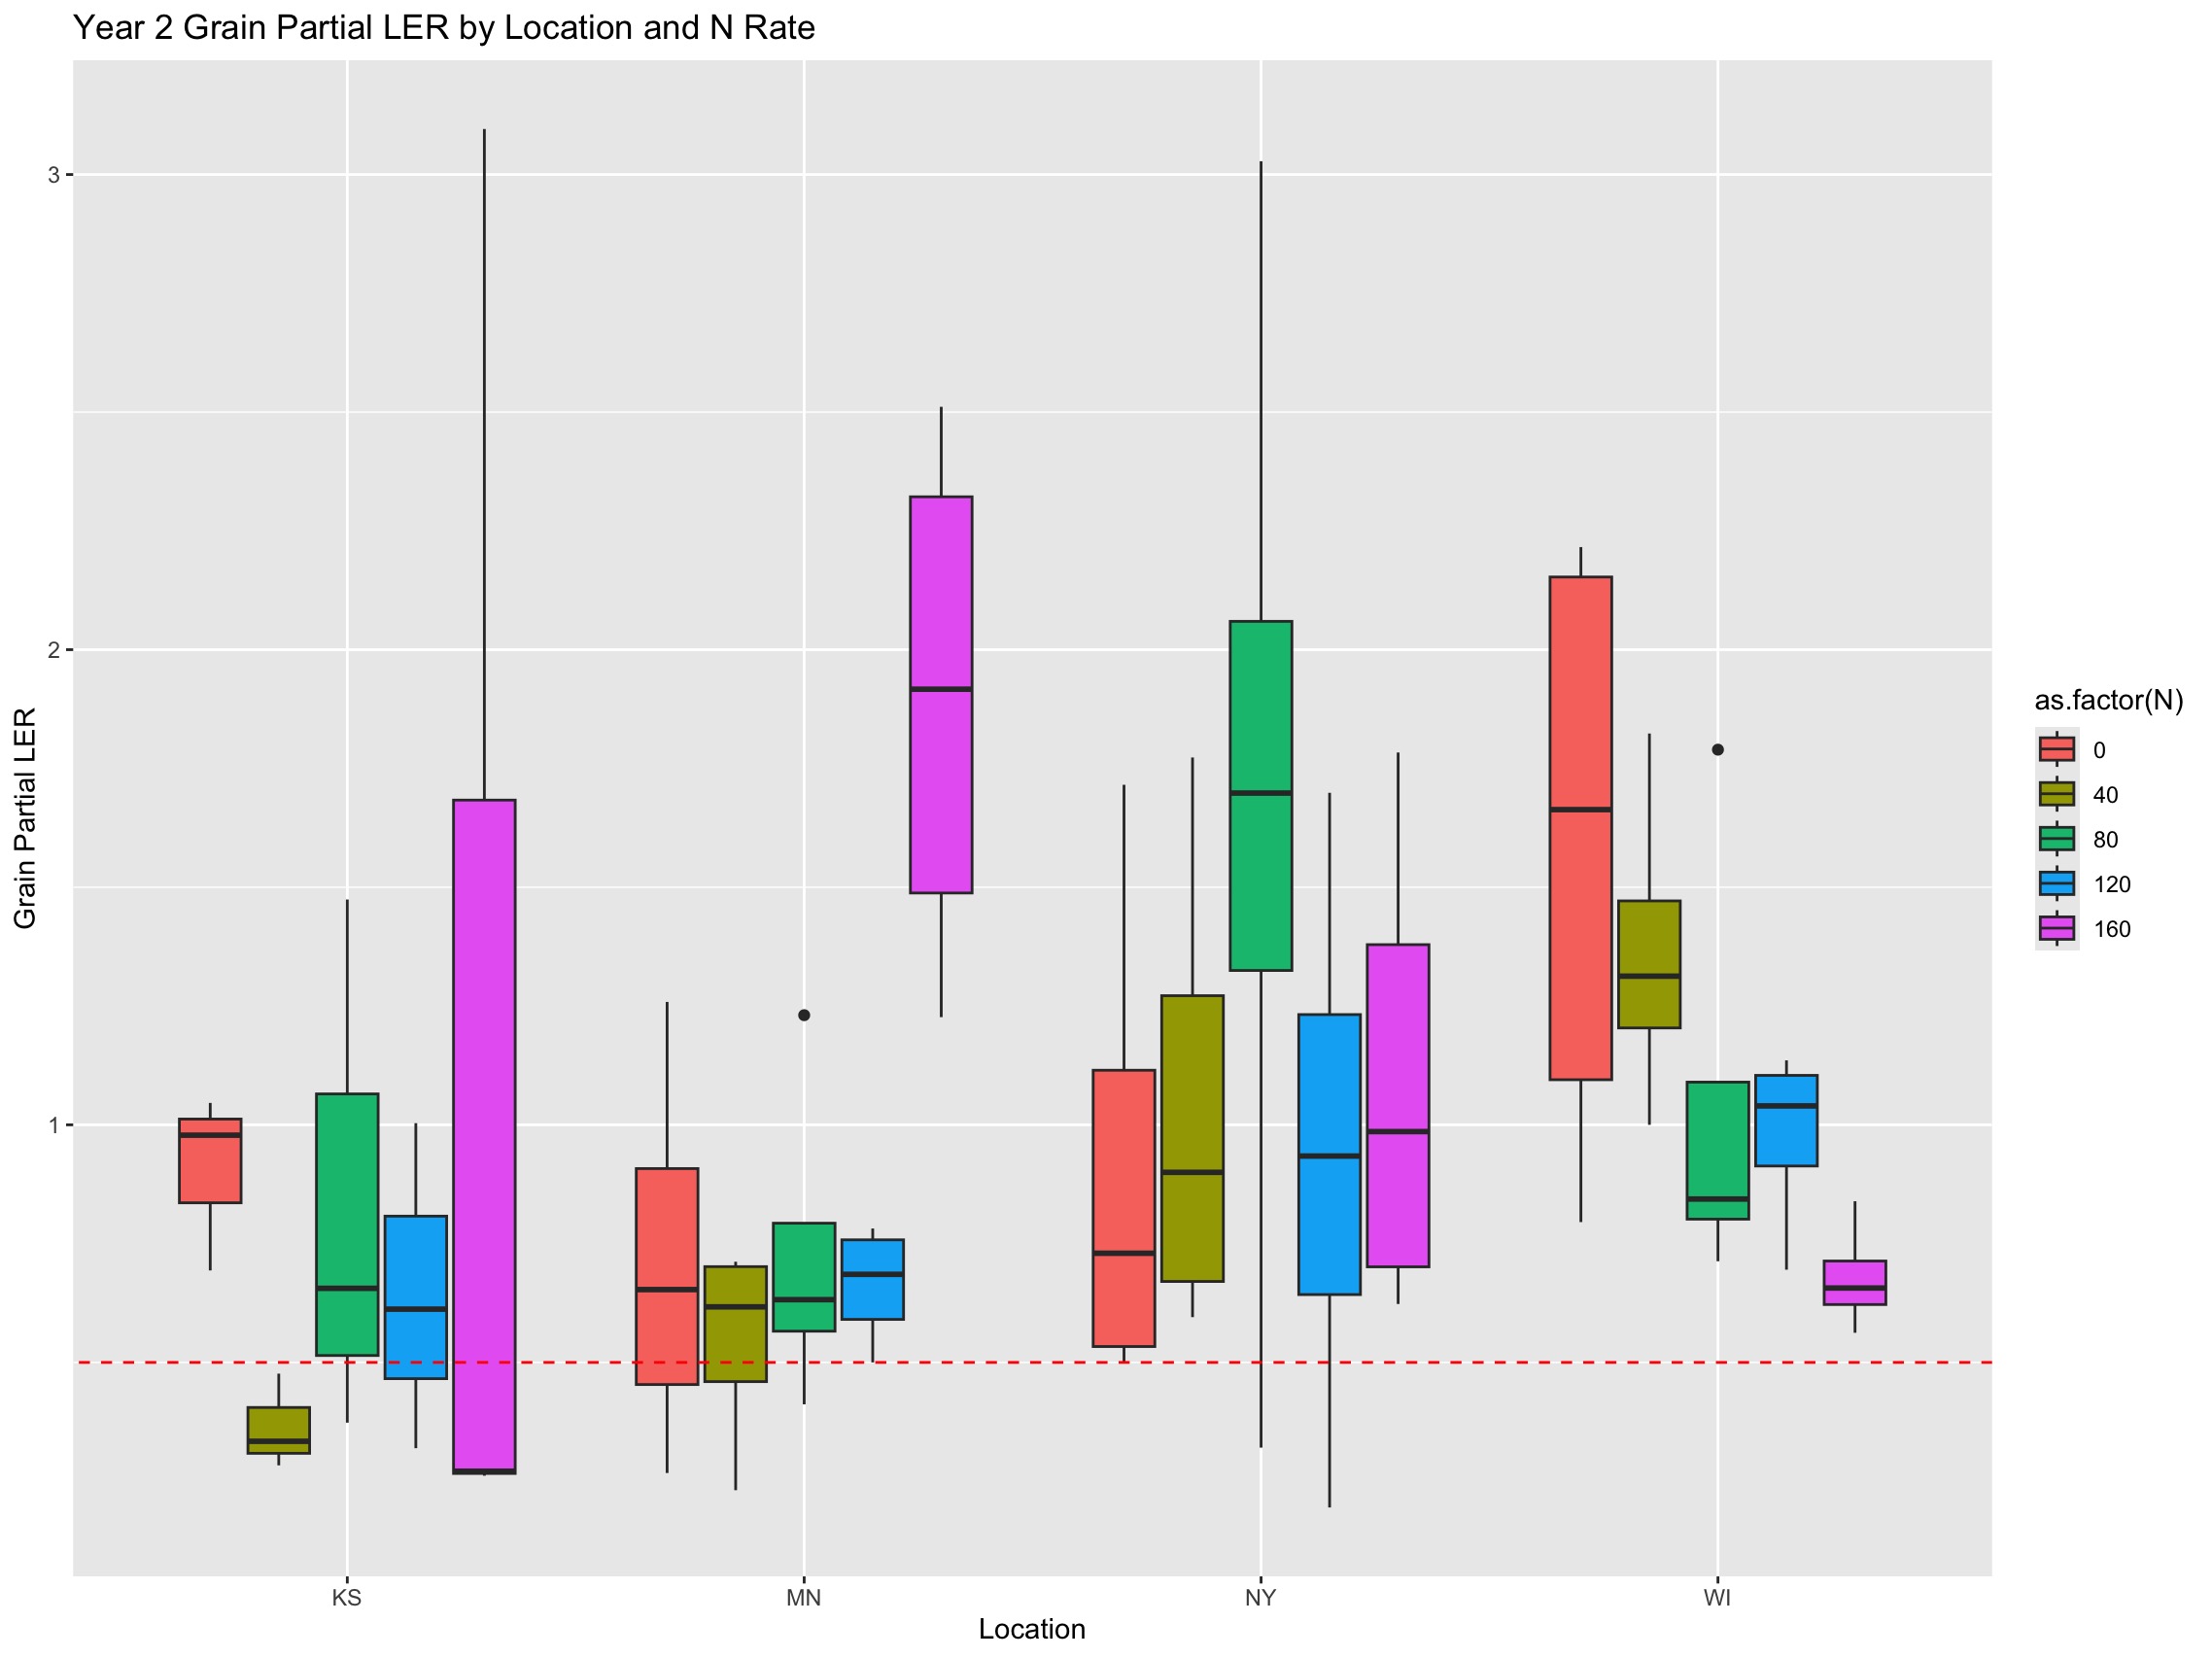 Year 2 Grain Partial LER by Location and N Rate
Grain Partial LER
3
2
1
KS
MN
NY
WI
Location
as.factor(N)
0
40
80
120
160